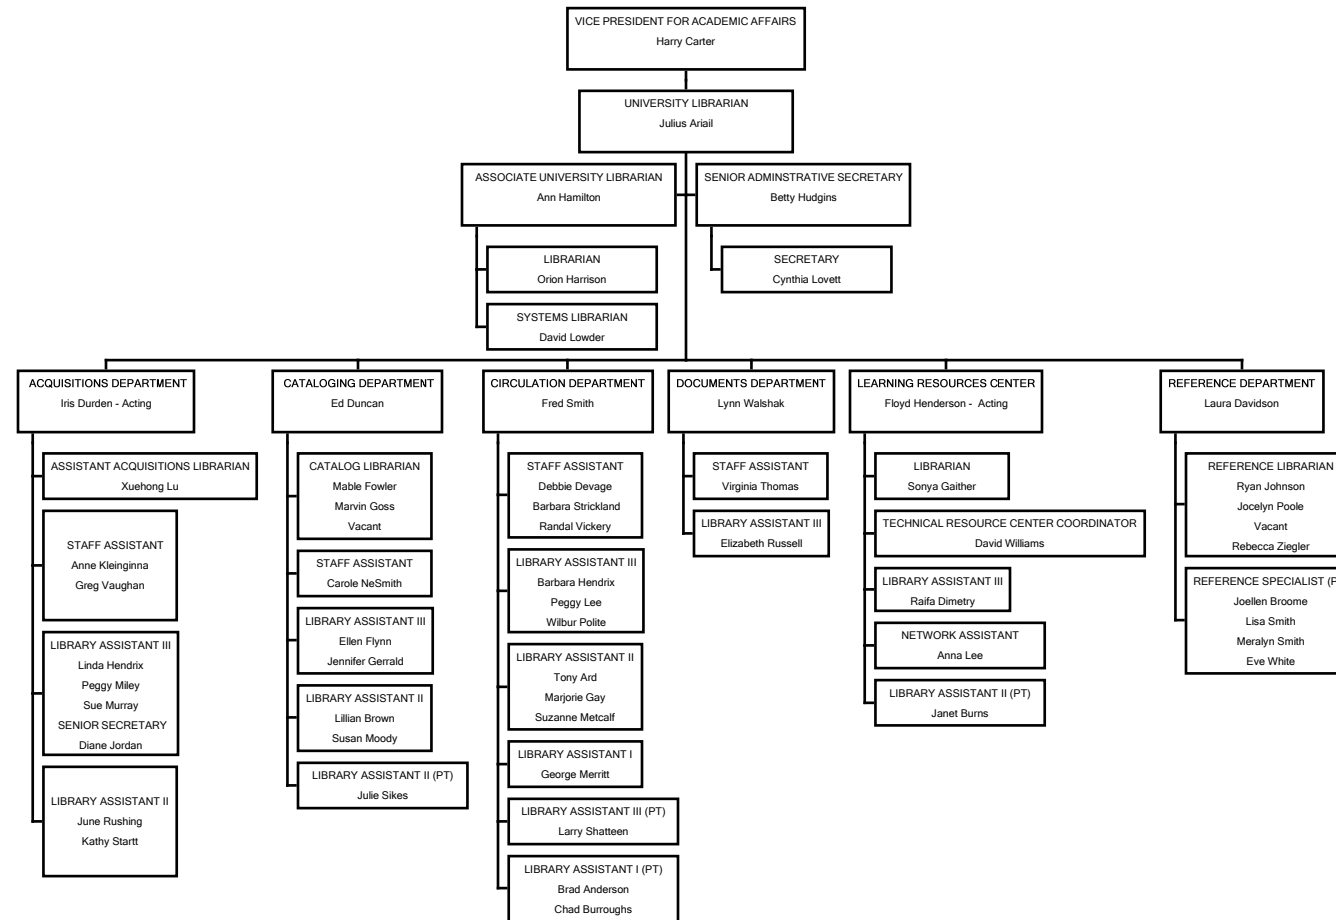 VICE PRESIDENT FOR ACADEMIC AFFAIRS
Harry Carter
UNIVERSITY LIBRARIAN
Julius Ariail
ASSOCIATE UNIVERSITY LIBRARIAN
Ann Hamilton
SENIOR ADMINSTRATIVE SECRETARY
Betty Hudgins
LIBRARIAN
Orion Harrison
SYSTEMS LIBRARIAN
David Lowder
SECRETARY
Cynthia Lovett
ACQUISITIONS DEPARTMENT
Iris Durden - Acting
ASSISTANT ACQUISITIONS LIBRARIAN
Xuehong Lu
STAFF ASSISTANT
Anne Kleinginna
Greg Vaughan
LIBRARY ASSISTANT III
Linda Hendrix
Peggy Miley
Sue Murray
SENIOR SECRETARY
Diane Jordan
LIBRARY ASSISTANT II
June Rushing
Kathy Startt
CATALOGING DEPARTMENT
Ed Duncan
CATALOG LIBRARIAN
Mable Fowler
Marvin Goss
Vacant
STAFF ASSISTANT
Carole NeSmith
LIBRARY ASSISTANT III
Ellen Flynn
Jennifer Gerrald
LIBRARY ASSISTANT II
Lillian Brown
Susan Moody
LIBRARY ASSISTANT II (PT)
Julie Sikes
CIRCULATION DEPARTMENT
Fred Smith
STAFF ASSISTANT
Debbie Devage
Barbara Strickland
Randal Vickery
LIBRARY ASSISTANT III
Barbara Hendrix
Peggy Lee
Wilbur Polite
LIBRARY ASSISTANT II
Tony Ard
Marjorie Gay
Suzanne Metcalf
LIBRARY ASSISTANT I
George Merritt
LIBRARY ASSISTANT III (PT)
Larry Shatteen
LIBRARY ASSISTANT I (PT)
Brad Anderson
Chad Burroughs
DOCUMENTS DEPARTMENT
Lynn Walshak
STAFF ASSISTANT
Virginia Thomas
LIBRARY ASSISTANT III
Elizabeth Russell
LEARNING RESOURCES CENTER
Floyd Henderson - Acting
LIBRARIAN
Sonya Gaither
TECHNICAL RESOURCE CENTER COORDINATOR
David Williams
LIBRARY ASSISTANT III
Raifa Dimetry
NETWORK ASSISTANT
Anna Lee
LIBRARY ASSISTANT II (PT)
Janet Burns
REFERENCE DEPARTMENT
Laura Davidson
REFERENCE LIBRARIAN
Ryan Johnson
Jocelyn Poole
Vacant
Rebecca Ziegler
REFERENCE SPECIALIST
Joellen Broome
Lisa Smith
Meralyn Smith
Eve White